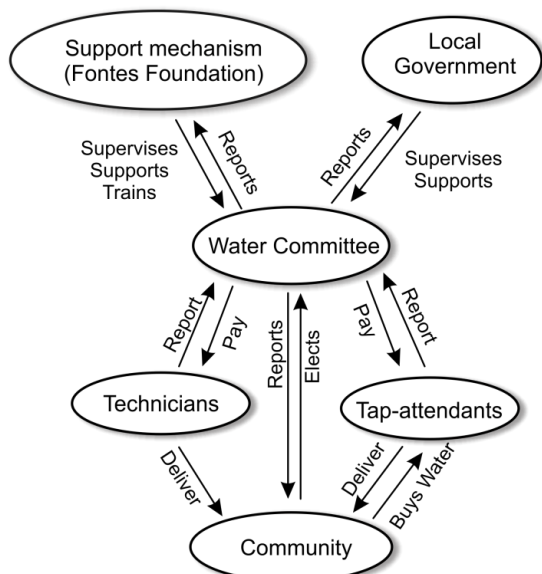 Support mechanism
(Fontes Foundation)
Local
Government
Supervises
Supports
Trains
Reports
Reports
Supervises
Supports
Water Committee
Report
Pay
Reports
Elects
Pay
Report
Technicians
Tap-attendants
Deliver
Deliver
Buys Water
Community